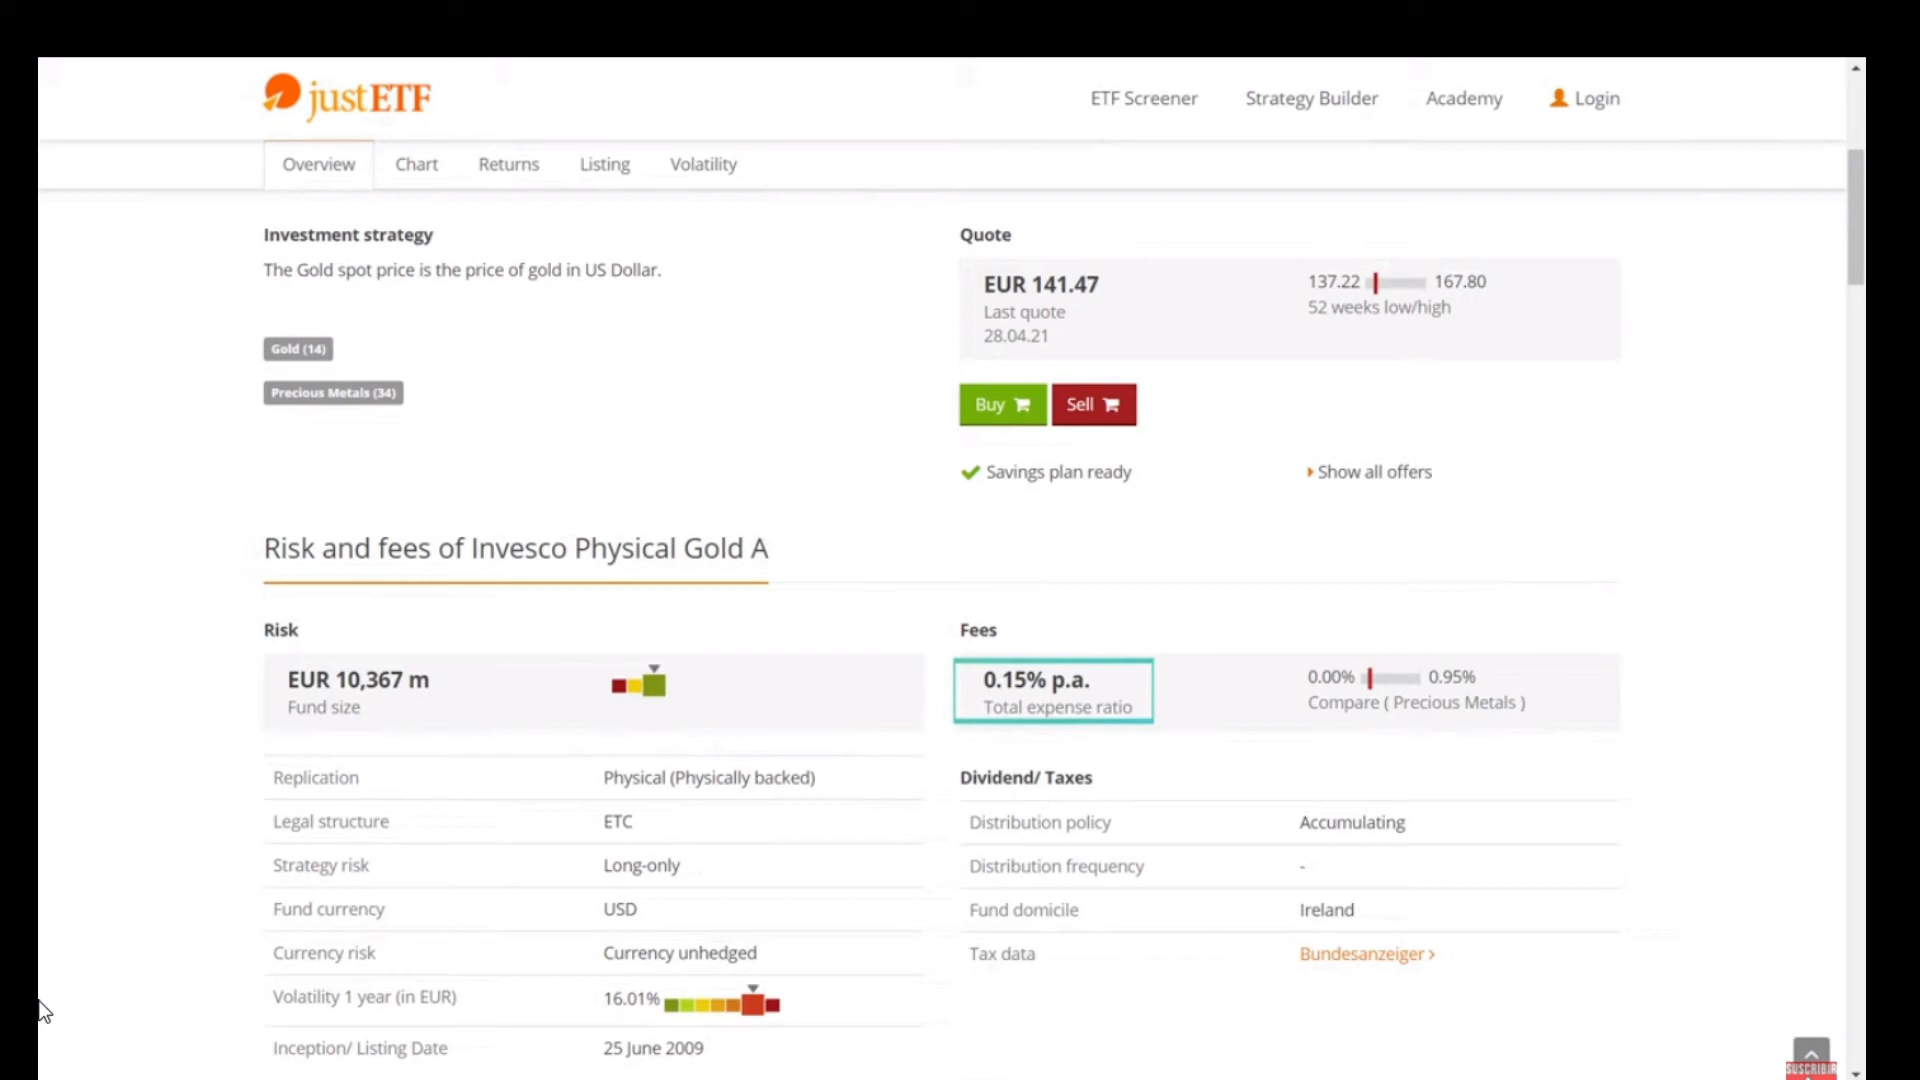 justETF
ETF Screener
Strategy Builder
Academy
Login
Overview
Chart
Returns
Listing
Volatility
Investment strategy
The Gold spot price is the price of gold in US Dollar.
Gold (14)
Precious Metals (34)
Quote
EUR 141.47
Last quote
28.04.21
137.22 167.80
52 weeks low/high
Buy
Sell
Savings plan ready
Show all offers
Risk and fees of Invesco Physical Gold A
Risk
EUR 10,367 m
Fund size
Replication Physical (Physically backed)
Legal structure ETC
Strategy risk Long-only
Fund currency USD
Currency risk Currency unhedged
Volatility 1 year (in EUR) 16.01%
Inception/ Listing Date 25 June 2009
Fees
0.15% p.a.
Total expense ratio
0.00% 0.95%
Compare ( Precious Metals )
Dividend/ Taxes
Distribution policy Accumulating
Distribution frequency -
Fund domicile Ireland
Tax data Bundesanzeiger >
SUSCRIBIR